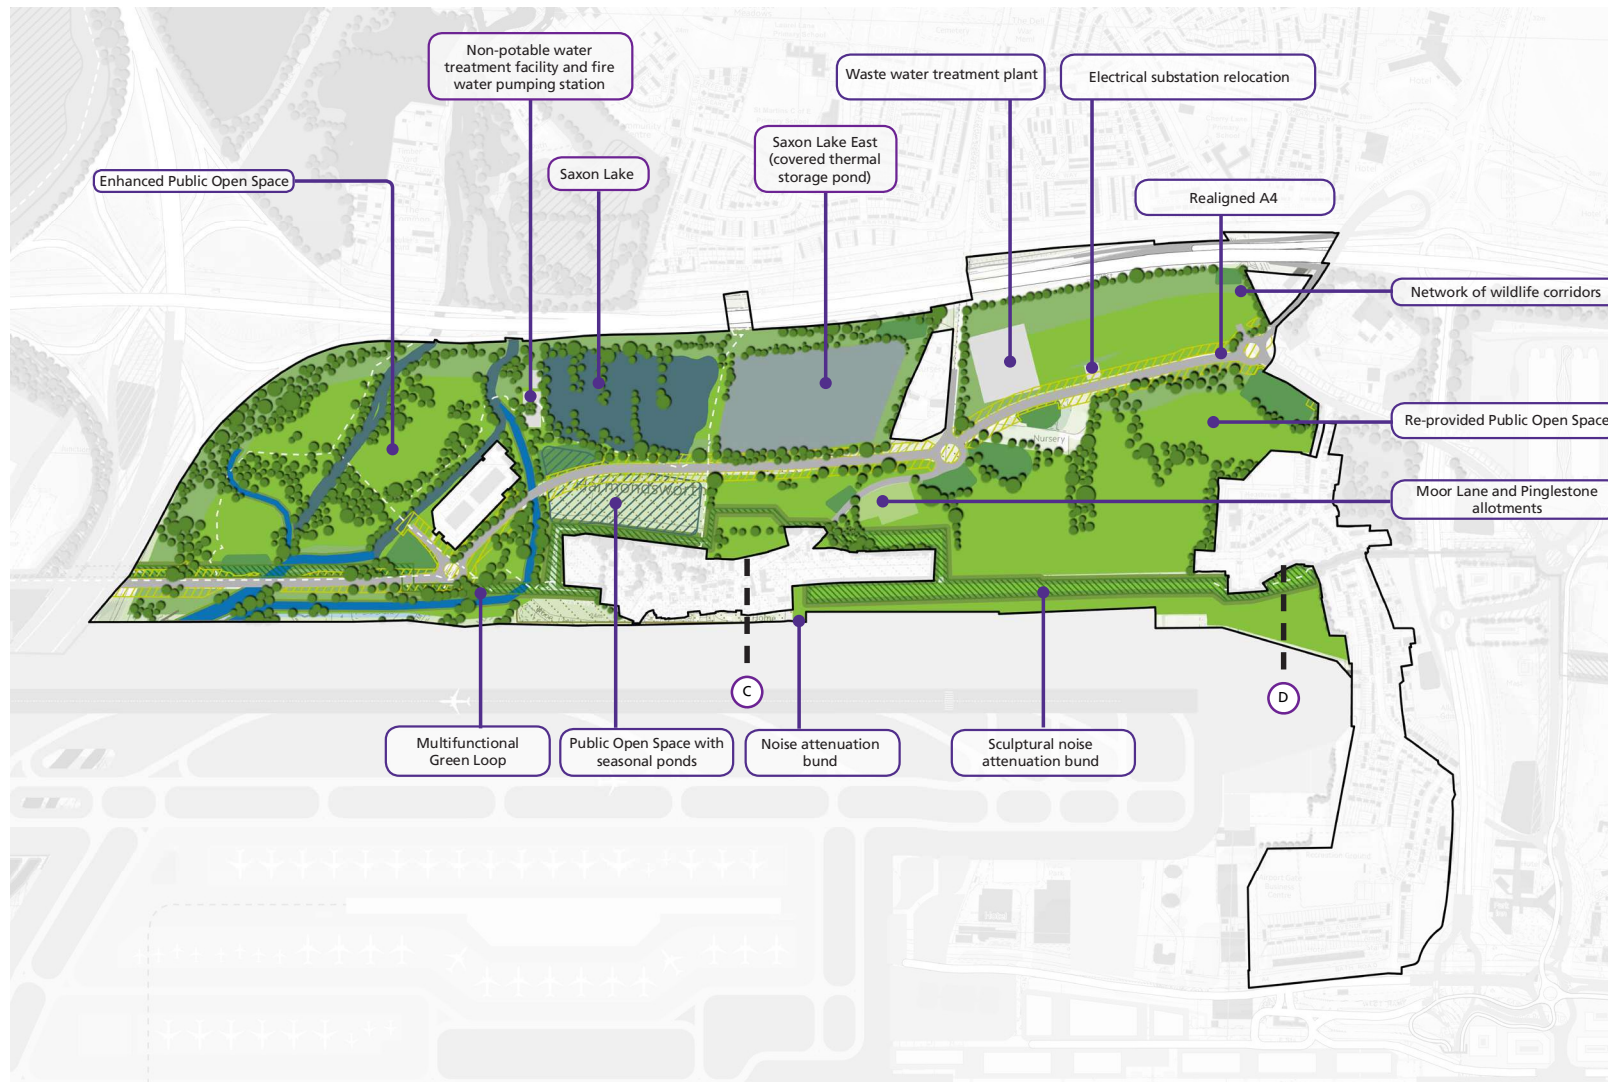 Non-potable water
treatment facility and fire
water pumping station
Waste water treatment plant
Electrical substation relocation
Saxon Lake East
(covered thermal
storage pond)
Saxon Lake
Enhanced Public Open Space
Realigned A4
Network of wildlife corridors
Re-provided Public Open Space
Nursery
Moor Lane and Pinglestone
allotments
Harmondsworth
C
D
Multifunctional
Green Loop
Public Open Space with
seasonal ponds
Noise attenuation
bund
Sculptural noise
attenuation bund
Hotel